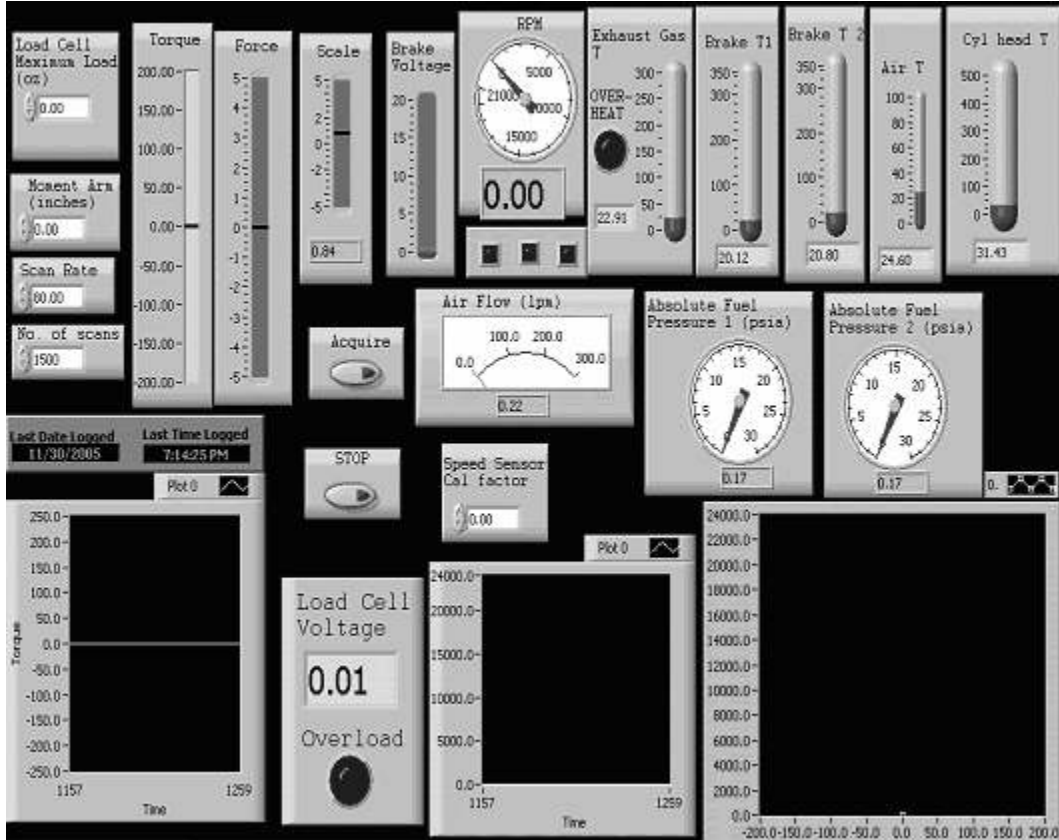 Load Cell
Maximum Load
(oz)
0.00
Moment Arm
(inches)
0.00
Scan Rate
80.00
No. of scans
1500
Torque
200.00
150.00
100.00
50.00
0.00
-50.00
-100.00
-150.00
-200.00
Force
5
4
3
2
1
0
-1
-2
-3
-4
-5
Scale
5
2
0
-2
-5
0.84
Brake
Voltage
20
15
10
5
0
RPM
0
5000
10000
15000
21000
0.00
Exhaust Gas
T
OVER-
HEAT
300
250
200
150
100
50
0
22.91
Brake T1
350
300
200
100
0
20.12
Brake T 2
350
300
200
100
0
20.80
Air T
100
80
60
40
20
0
24.60
Cyl head T
500
400
300
200
100
0
31.43
Acquire
Air Flow (lpm)
0.0 100.0 200.0 300.0
0.22
Absolute Fuel
Pressure 1 (psia)
0 5 10 15 20 25 30
0.17
Absolute Fuel
Pressure 2 (psia)
0 5 10 15 20 25 30
0.17
Last Date Logged
11/30/2005
Last Time Logged
7:14:25 PM
STOP
Speed Sensor
Cal factor
0.00
Plot 0
250.0
200.0
150.0
100.0
50.0
0.0
-50.0
-100.0
-150.0
-200.0
-250.0
Torque
1157 1259
Time
Load Cell
Voltage
0.01
Overload
Plot 0
24000.0
20000.0
15000.0
10000.0
5000.0
0.0
1157 1259
Time
0.
24000.0
22000.0
20000.0
18000.0
16000.0
14000.0
12000.0
10000.0
8000.0
6000.0
4000.0
2000.0
0.0
-200.0 -150.0 -100.0 -50.0 0.0 50.0 100.0 150.0 200.0